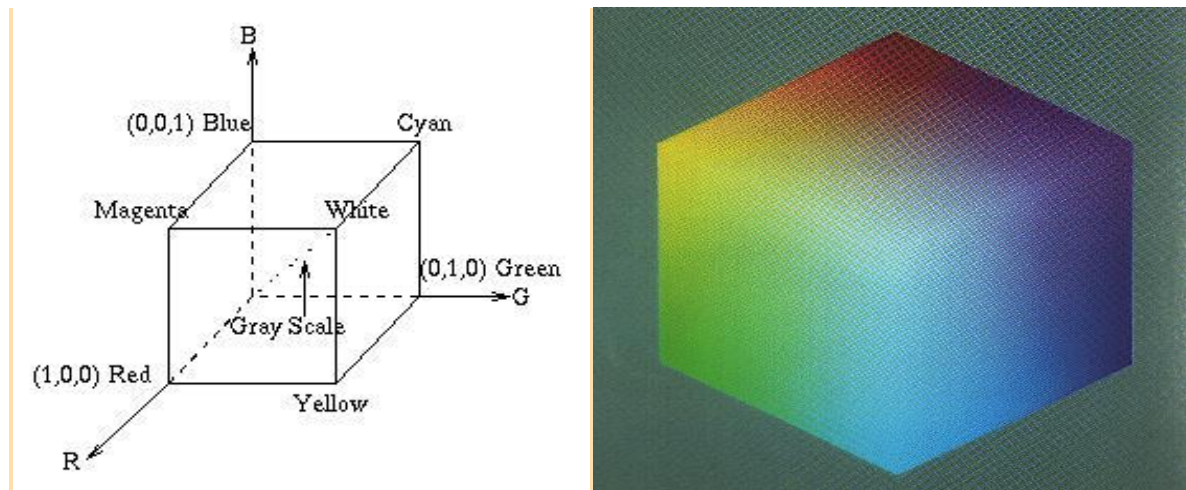 B
(0,0,1) Blue
Cyan
Magenta
White
(0,1,0) Green
G
Gray Scale
(1,0,0) Red
Yellow
R